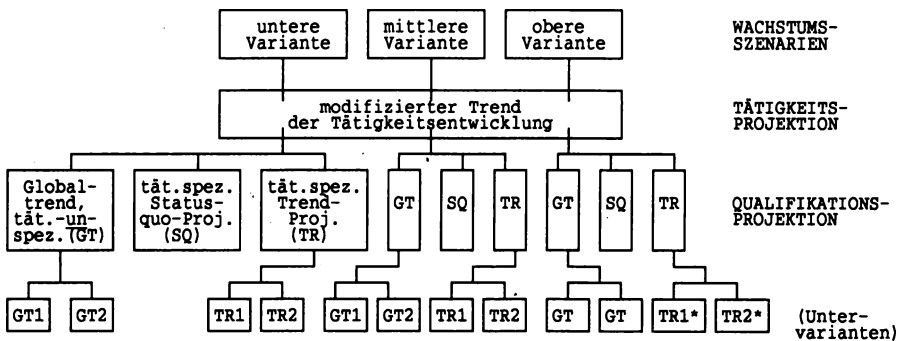 untere
Variante
mittlere
Variante
obere
Variante
WACHSTUMS-
SZENARIEN
modifizierter Trend
der Tätigkeitsentwicklung
TÄTIGKEITS-
PROJEKTION
Global-
trend,
tät.-un-
spez.(GT)
tät.spez.
Status-
quo-Proj.
(SQ)
tät.spez.
Trend-
Proj.
(TR)
GT
SQ
TR
GT
SQ
TR
QUALIFIKATIONS-
PROJEKTION
GT1
GT2
TR1
TR2
GT1
GT2
TR1
TR2
GT
GT
TR1*
TR2*
(Unter-
varianten)